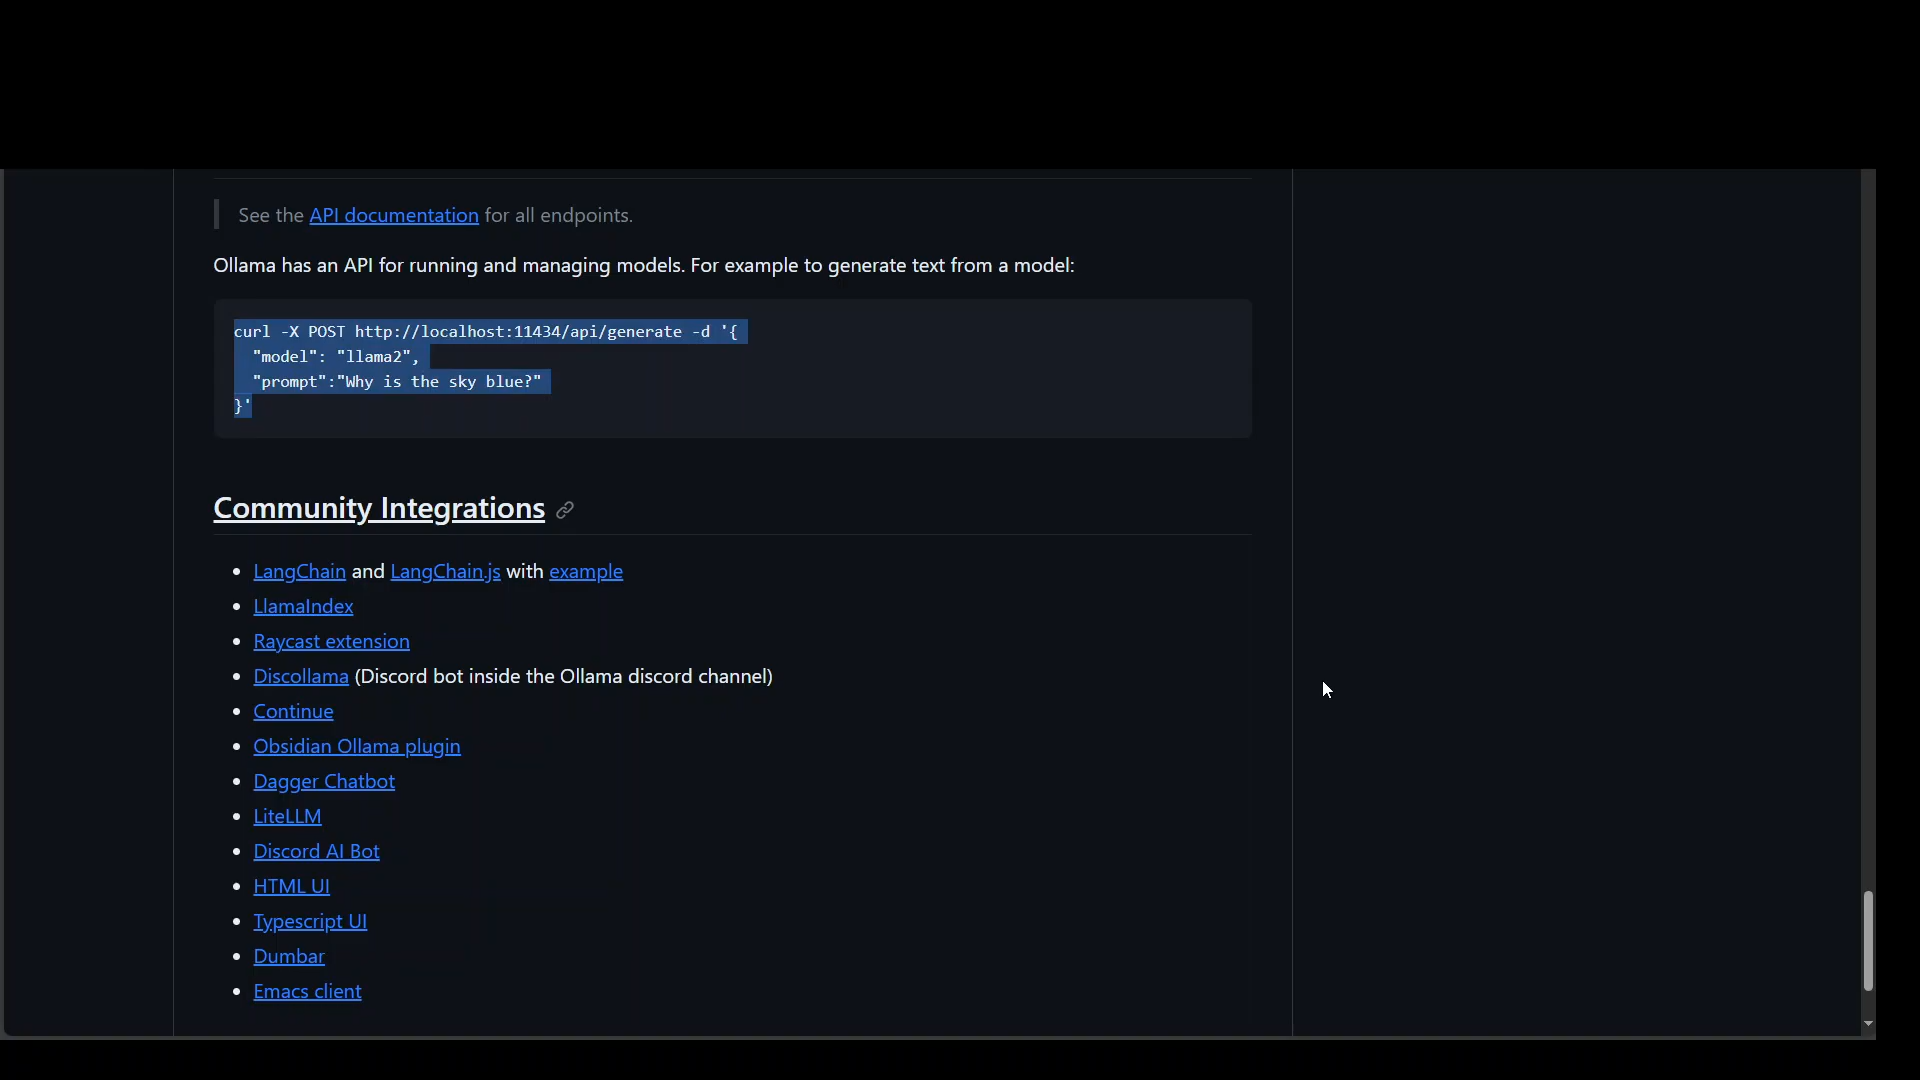 See the API documentation for all endpoints.
Ollama has an API for running and managing models. For example to generate text from a model:
curl -X POST http://localhost:11434/api/generate -d '{
"model": "llama2",
"prompt":"Why is the sky blue?"
}'
Community Integrations
LangChain and LangChain.js with example
LlamaIndex
Raycast extension
Discollama (Discord bot inside the Ollama discord channel)
Continue
Obsidian Ollama plugin
Dagger Chatbot
LiteLLM
Discord AI Bot
HTML UI
Typescript UI
Dumbar
Emacs client